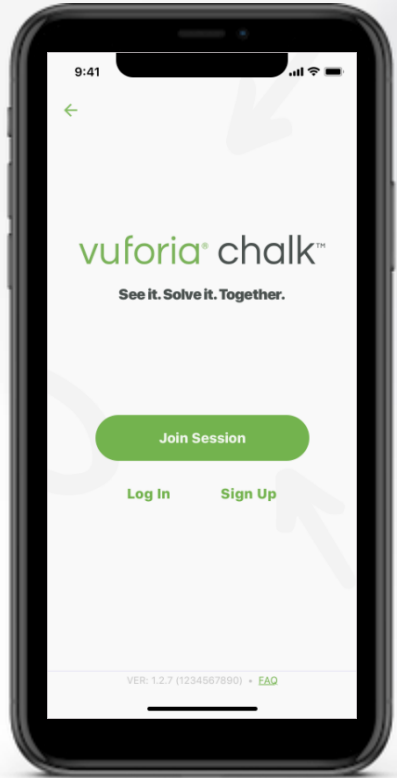 9:41
vuforia® chalk™
See it. Solve it. Together.
Join Session
Log In Sign Up
VER: 1.2.7 (1234567890) • FAQ